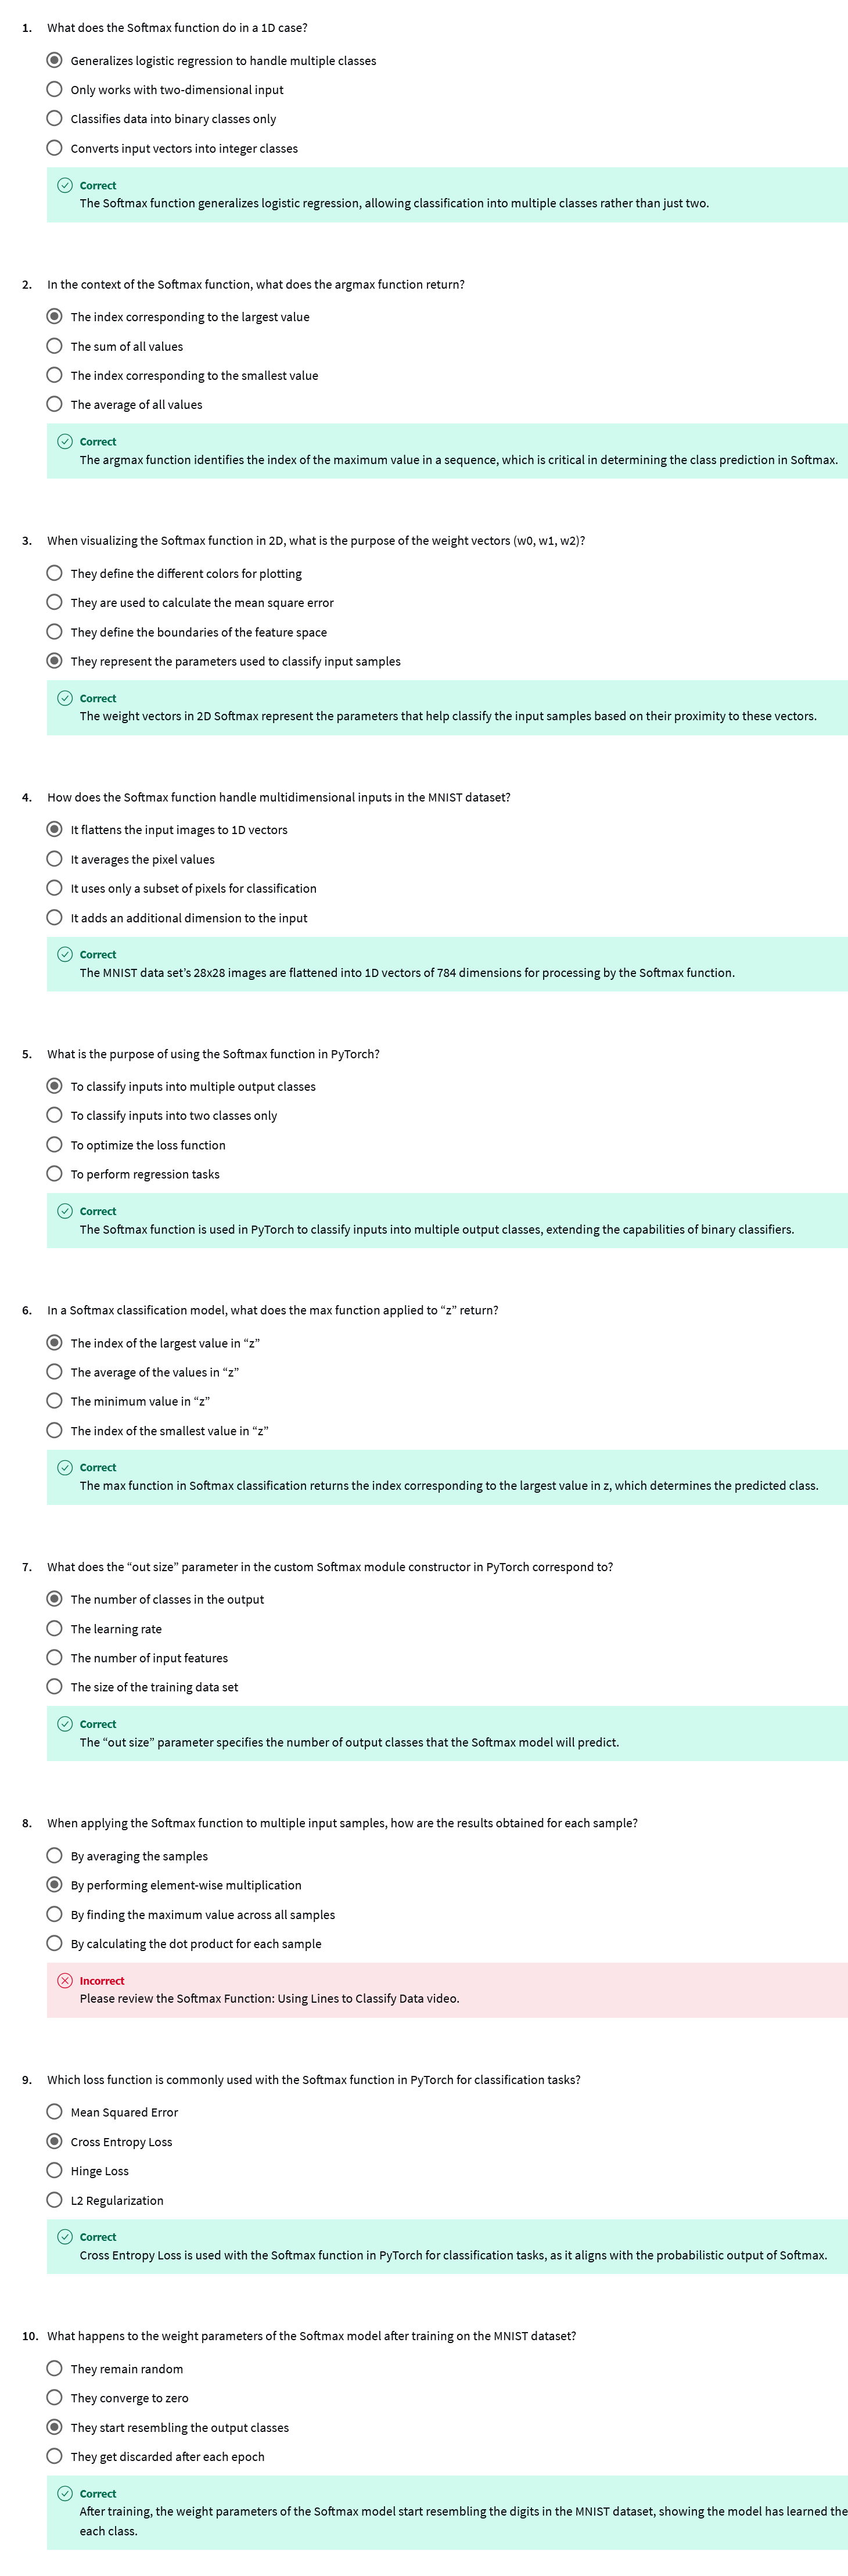 1. What does the Softmax function do in a 1D case?
Generalizes logistic regression to handle multiple classes
Only works with two-dimensional input
Classifies data into binary classes only
Converts input vectors into integer classes
Correct
The Softmax function generalizes logistic regression, allowing classification into multiple classes rather than just two.
2. In the context of the Softmax function, what does the argmax function return?
The index corresponding to the largest value
The sum of all values
The index corresponding to the smallest value
The average of all values
Correct
The argmax function identifies the index of the maximum value in a sequence, which is critical in determining the class prediction in Softmax.
3. When visualizing the Softmax function in 2D, what is the purpose of the weight vectors (w0, w1, w2)?
They define the different colors for plotting
They are used to calculate the mean square error
They define the boundaries of the feature space
They represent the parameters used to classify input samples
Correct
The weight vectors in 2D Softmax represent the parameters that help classify the input samples based on their proximity to these vectors.
4. How does the Softmax function handle multidimensional inputs in the MNIST dataset?
It flattens the input images to 1D vectors
It averages the pixel values
It uses only a subset of pixels for classification
It adds an additional dimension to the input
Correct
The MNIST data set's 28x28 images are flattened into 1D vectors of 784 dimensions for processing by the Softmax function.
5. What is the purpose of using the Softmax function in PyTorch?
To classify inputs into multiple output classes
To classify inputs into two classes only
To optimize the loss function
To perform regression tasks
Correct
The Softmax function is used in PyTorch to classify inputs into multiple output classes, extending the capabilities of binary classifiers.
6. In a Softmax classification model, what does the max function applied to “z” return?
The index of the largest value in “z”
The average of the values in “z”
The minimum value in “z”
The index of the smallest value in “z”
Correct
The max function in Softmax classification returns the index corresponding to the largest value in z, which determines the predicted class.
7. What does the “out size” parameter in the custom Softmax module constructor in PyTorch correspond to?
The number of classes in the output
The learning rate
The number of input features
The size of the training data set
Correct
The “out size” parameter specifies the number of output classes that the Softmax model will predict.
8. When applying the Softmax function to multiple input samples, how are the results obtained for each sample?
By averaging the samples
By performing element-wise multiplication
By finding the maximum value across all samples
By calculating the dot product for each sample
Incorrect
Please review the Softmax Function: Using Lines to Classify Data video.
9. Which loss function is commonly used with the Softmax function in PyTorch for classification tasks?
Mean Squared Error
Cross Entropy Loss
Hinge Loss
L2 Regularization
Correct
Cross Entropy Loss is used with the Softmax function in PyTorch for classification tasks, as it aligns with the probabilistic output of Softmax.
10. What happens to the weight parameters of the Softmax model after training on the MNIST dataset?
They remain random
They converge to zero
They start resembling the output classes
They get discarded after each epoch
Correct
After training, the weight parameters of the Softmax model start resembling the digits in the MNIST dataset, showing the model has learned the
each class.